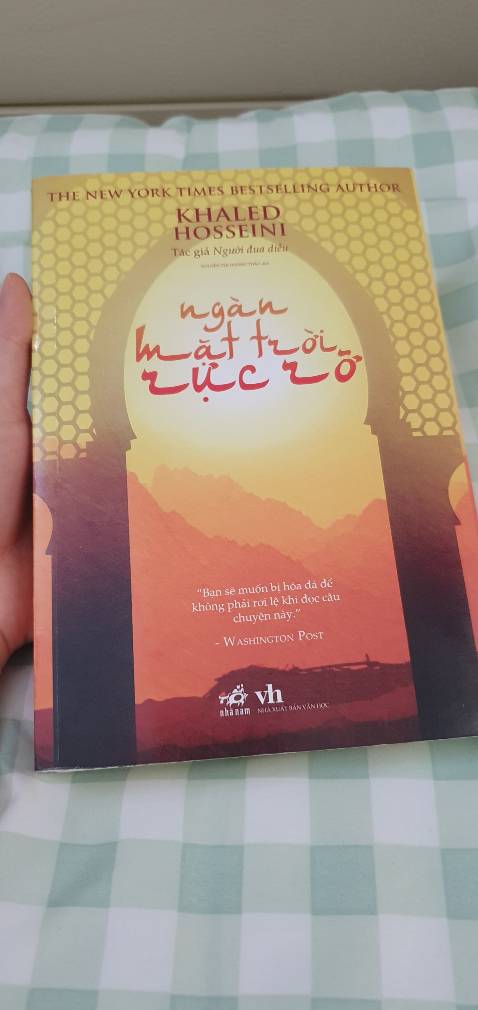 THE NEW YORK TIMES BESTSELLING AUTHOR
KHALED
HOSSEINI
Tác giả Người đua diều
ngàn
mặt trời
rực rỡ
“Bạn sẽ muốn bị hóa đá để
không phải rơi lệ khi đọc câu
chuyện này.”
- WASHINGTON POST
nhã nam
vh
NHÀ XUẤT BẢN VĂN HỌC